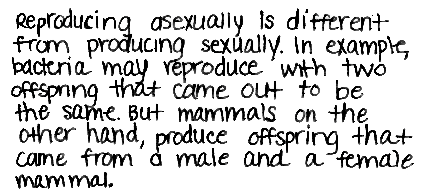 Reproducing asexually is different
from producing sexually. In example,
bacteria may reproduce with two
offspring that came out to be
the same. But mammals on the
other hand, produce offspring that
came from a male and a female
mammal.